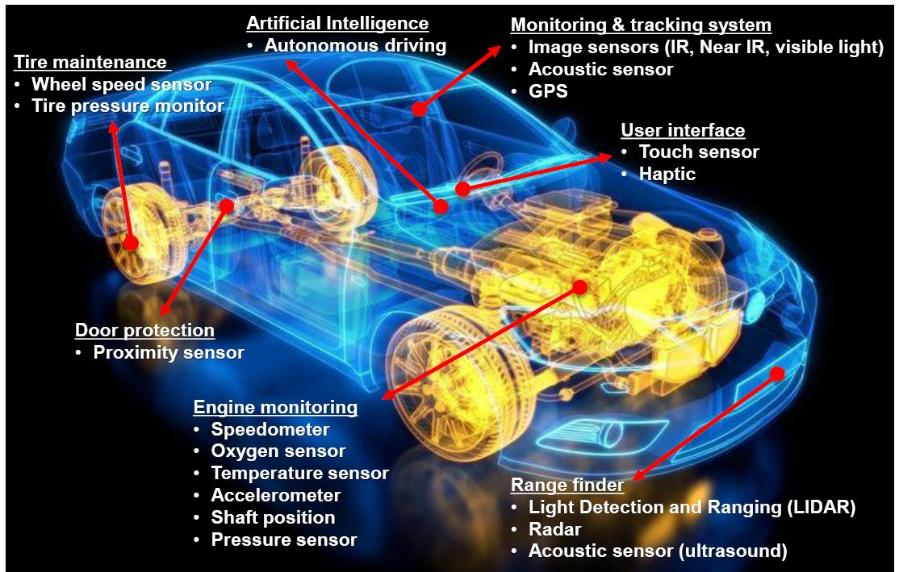 Artificial Intelligence
• Autonomous driving
Monitoring & tracking system
• Image sensors (IR, Near IR, visible light)
• Acoustic sensor
• GPS
Tire maintenance
• Wheel speed sensor
• Tire pressure monitor
User interface
• Touch sensor
• Haptic
Door protection
• Proximity sensor
Engine monitoring
• Speedometer
• Oxygen sensor
• Temperature sensor
• Accelerometer
• Shaft position
• Pressure sensor
Range finder
• Light Detection and Ranging (LIDAR)
• Radar
• Acoustic sensor (ultrasound)